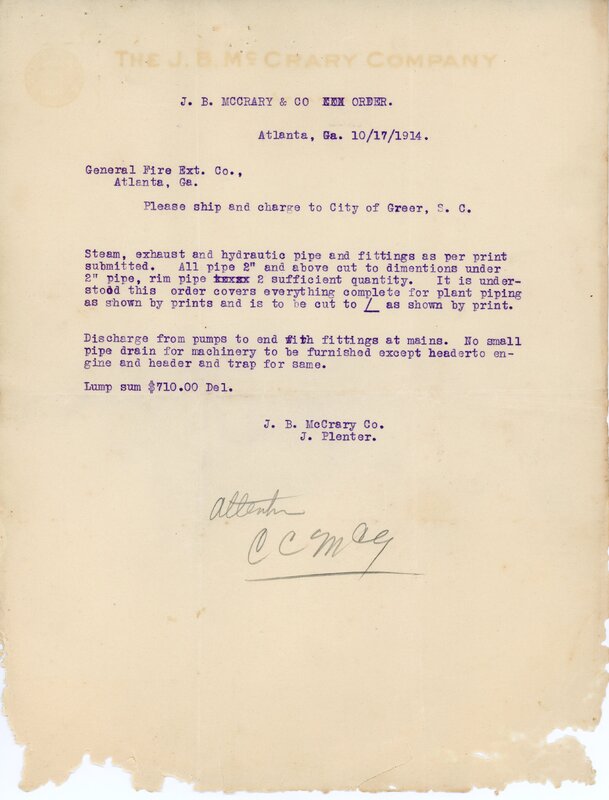 THE J. B. McCRARY COMPANY
J. B. MCCRARY & CO XXX ORDER.
Atlanta, Ga. 10/17/1914.
General Fire Ext. Co.,
Atlanta, Ga.
Please ship and charge to City of Greer, S. C.
Steam, exhaust and hydrautic pipe and fittings as per print
submitted. All pipe 2" and above cut to dimentions under
2" pipe, rim pipe xxxxx 2 sufficient quantity. It is under-
stodd this order covers everything complete for plant piping
as shown by prints and is to be cut to / as shown by print.
Discharge from pumps to end with fittings at mains. No small
pipe drain for machinery to be furnished except headerto en-
gine and header and trap for same.
Lump sum $710.00 Del.
J. B. McCrary Co.
J. Plenter.
Attention
C C McC